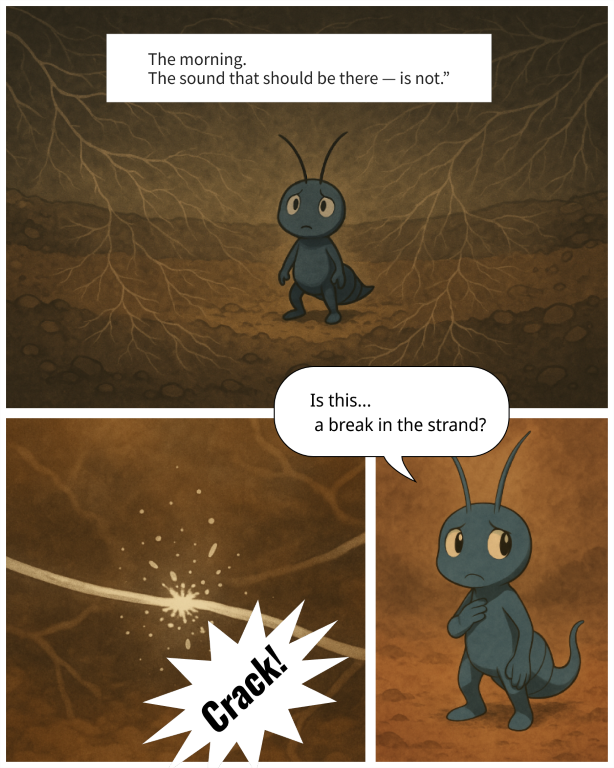 The morning.
The sound that should be there — is not.”
Is this...
a break in the strand?
Crack!